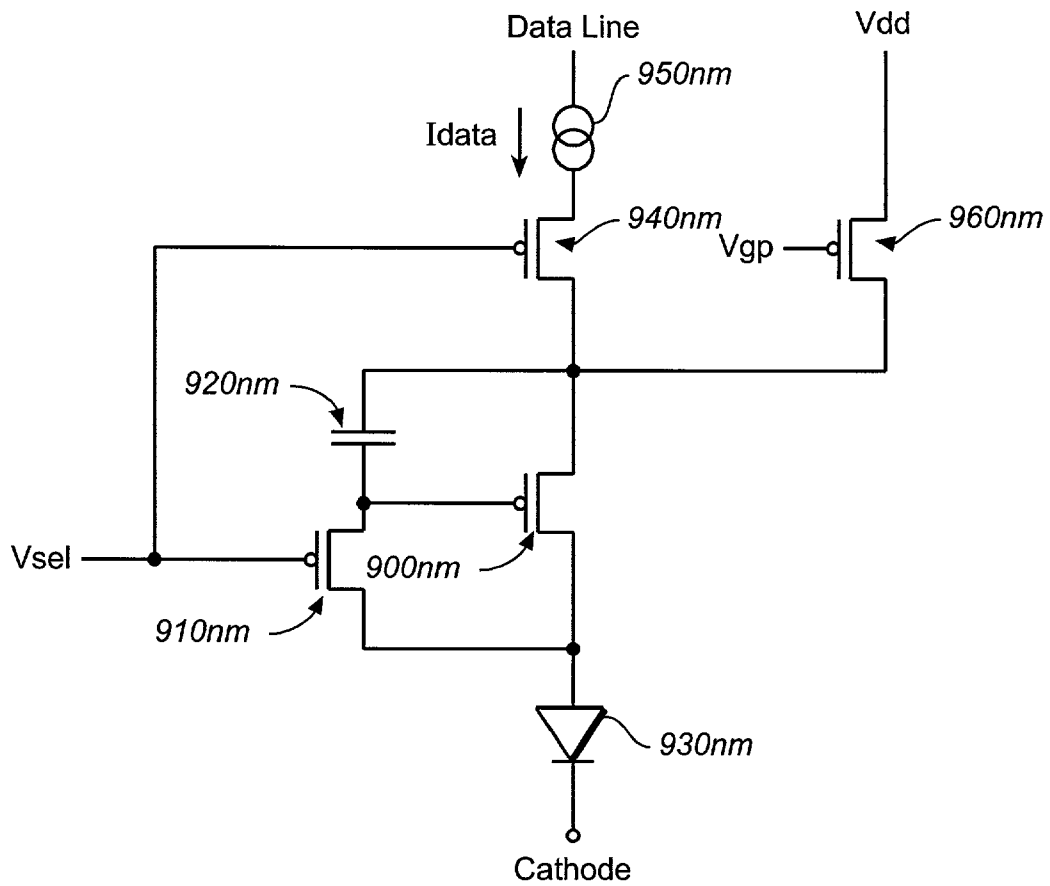 Data Line
Vdd
950nm
Idata
940nm
960nm
Vgp
920nm
Vsel
900nm
910nm
930nm
Cathode